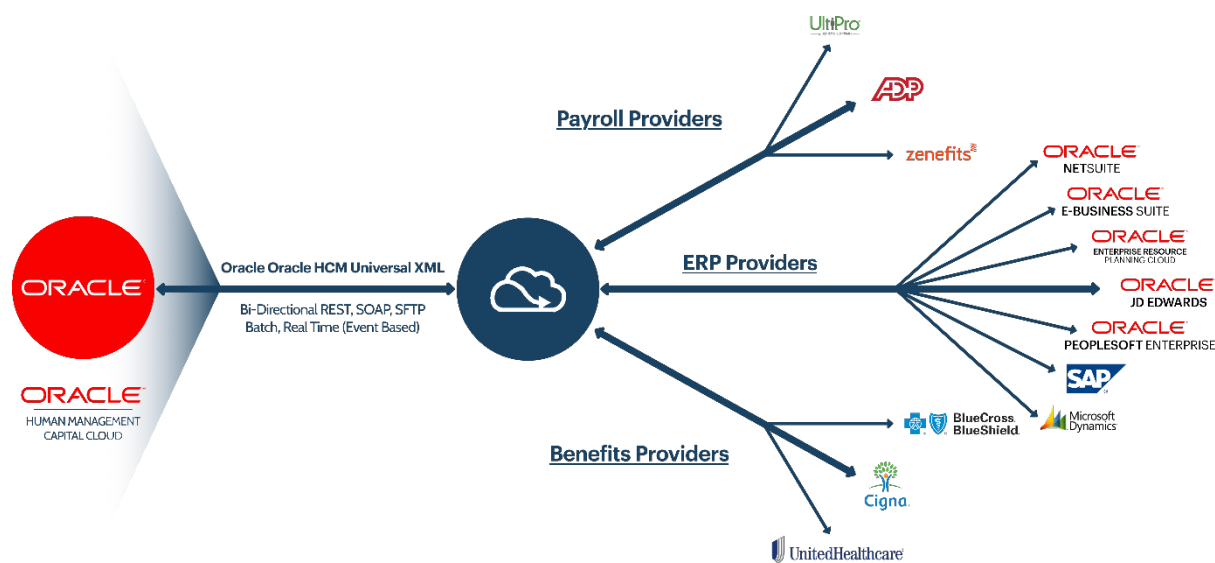 UltiPro
ADP
Payroll Providers
zenefits
ORACLE
NETSUITE
ORACLE
E-BUSINESS SUITE
ORACLE
ENTERPRISE RESOURCE
PLANNING CLOUD
ERP Providers
ORACLE
JD EDWARDS
ORACLE
PEOPLESOFT ENTERPRISE
SAP
Microsoft
Dynamics
Oracle Oracle HCM Universal XML
Bi-Directional REST, SOAP, SFTP
Batch, Real Time (Event Based)
ORACLE
ORACLE
HUMAN MANAGEMENT
CAPITAL CLOUD
BlueCross
BlueShield
Benefits Providers
Cigna
UnitedHealthcare